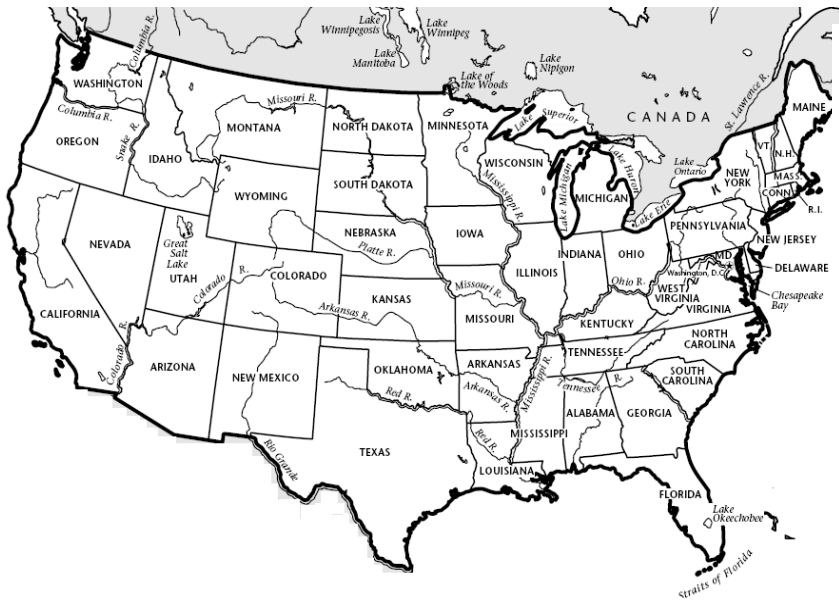 Lake
Winnipegosis
Lake
Winnipeg
Lake
Manitoba
Lake of
the Woods
Lake
Nipigon
CANADA
St. Lawrence R.
Columbia R.
WASHINGTON
Columbia R.
OREGON
Snake R.
IDAHO
Missouri R.
MONTANA
NORTH DAKOTA
MINNESOTA
Lake Superior
WISCONSIN
Lake Michigan
Lake Huron
MICHIGAN
Lake
Ontario
Lake Erie
MAINE
VT.
N.H.
MASS.
CONN.
R.I.
NEW
YORK
WYOMING
SOUTH DAKOTA
Mississippi R.
NEBRASKA
Platte R.
IOWA
ILLINOIS
INDIANA
OHIO
Ohio R.
PENNSYLVANIA
NEW JERSEY
MD.
Washington, D.C.
DELAWARE
Chesapeake
Bay
WEST
VIRGINIA
VIRGINIA
NEVADA
Great
Salt
Lake
UTAH
Colorado R.
COLORADO
Arkansas R.
KANSAS
Missouri R.
MISSOURI
KENTUCKY
CALIFORNIA
Colorado R.
ARIZONA
NEW MEXICO
OKLAHOMA
Red R.
ARKANSAS
Arkansas R.
Mississippi R.
TENNESSEE
Tennessee R.
NORTH
CAROLINA
SOUTH
CAROLINA
ALABAMA
GEORGIA
MISSISSIPPI
Red R.
LOUISIANA
TEXAS
Rio Grande
FLORIDA
Lake
Okeechobee
Straits of Florida